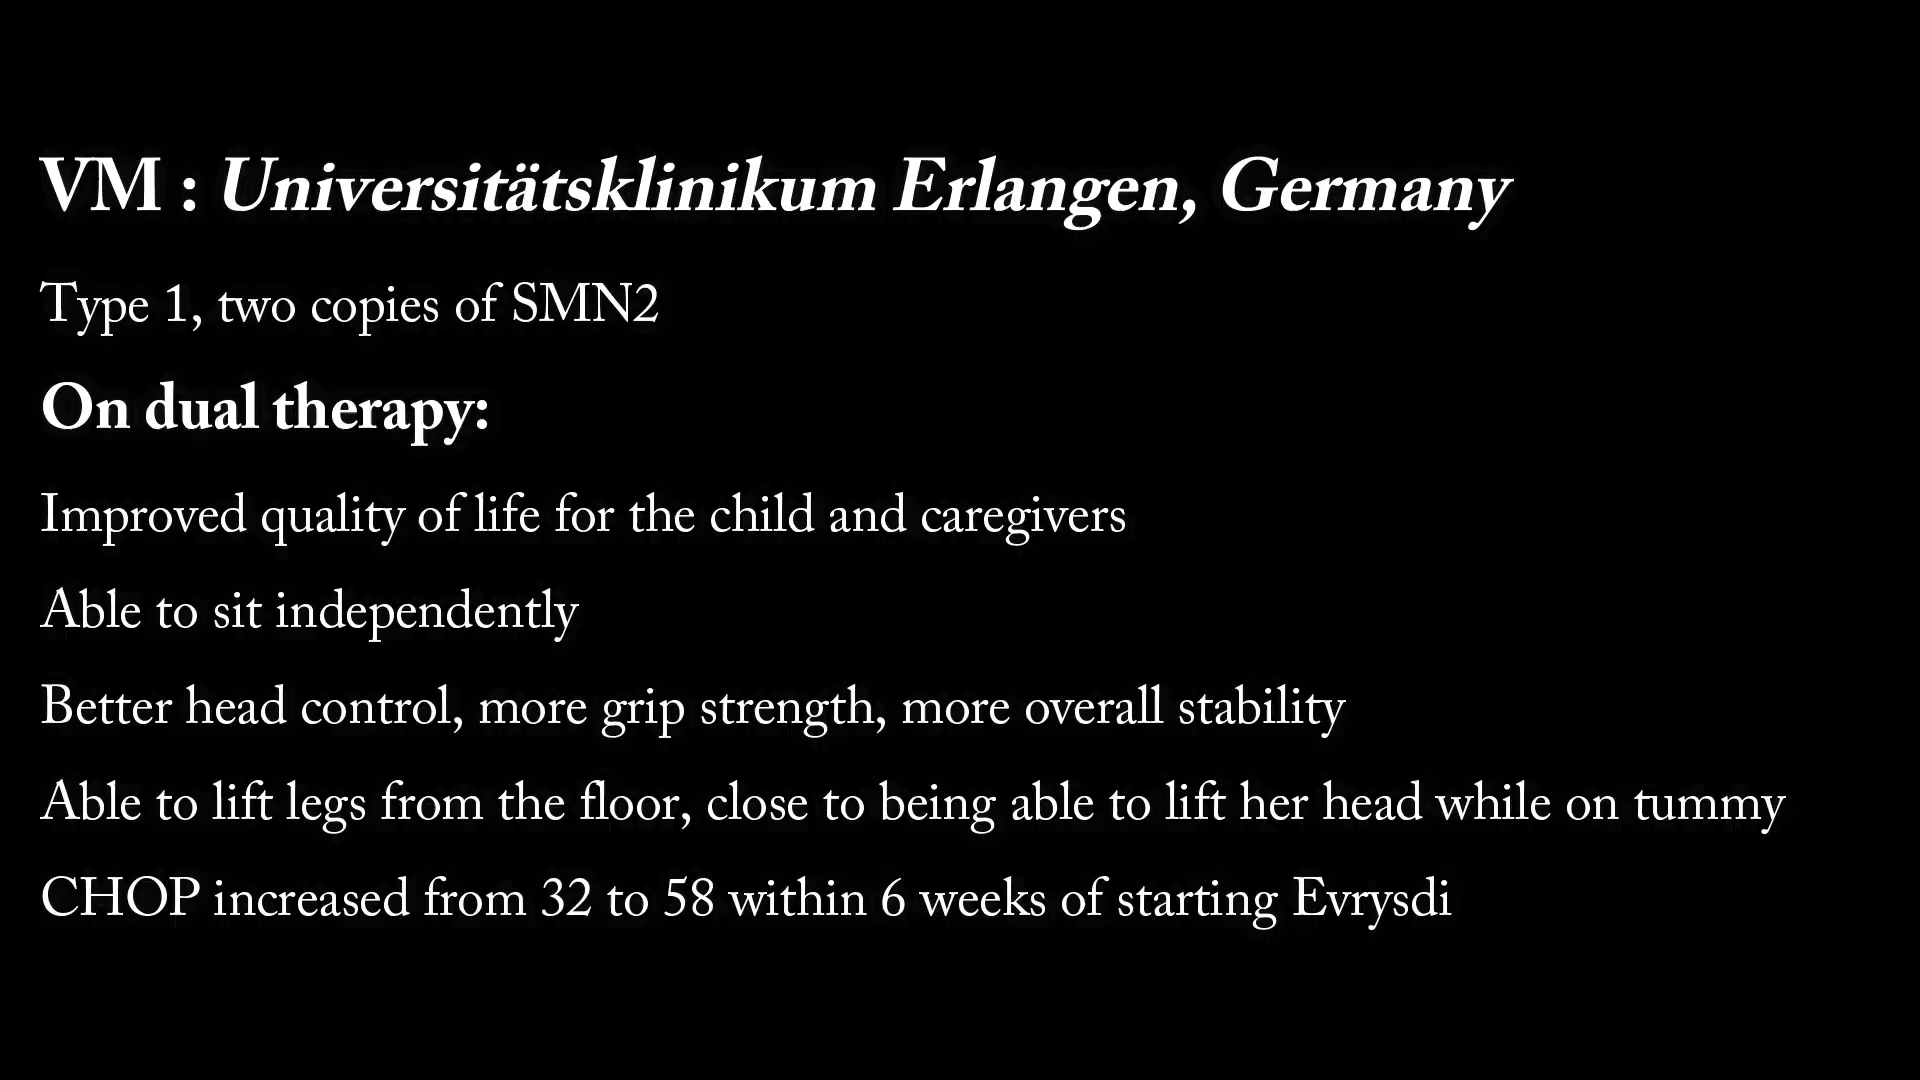 VM : Universitätsklinikum Erlangen, Germany
Type 1, two copies of SMN2
On dual therapy:
Improved quality of life for the child and caregivers
Able to sit independently
Better head control, more grip strength, more overall stability
Able to lift legs from the floor, close to being able to lift her head while on tummy
CHOP increased from 32 to 58 within 6 weeks of starting Evrysdi